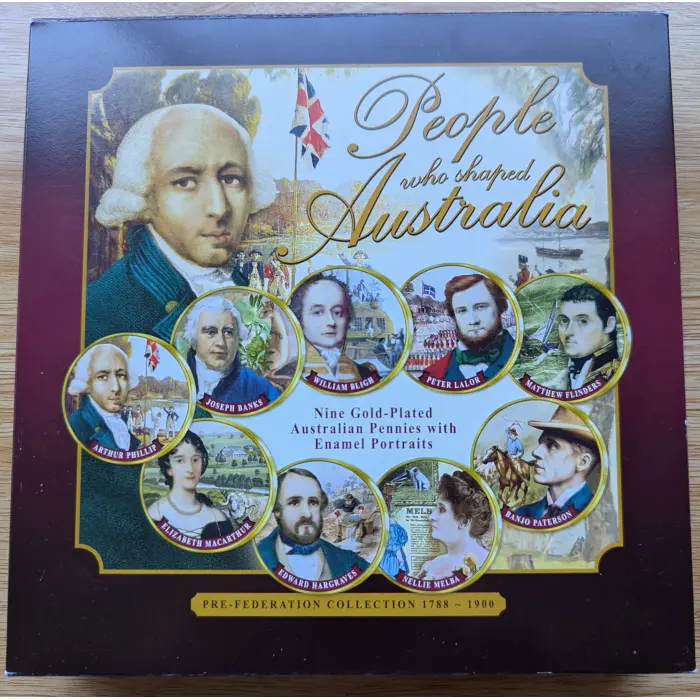 People
who shaped
Australia
JOSEPH BANKS
WILLIAM BLIGH
PETER LALOR
MATTHEW FLINDERS
ARTHUR PHILLIP
Nine Gold-Plated
Australian Pennies with
Enamel Portraits
ELIZABETH MACARTHUR
EDWARD HARGRAVES
MELB
NELLIE MELBA
BANJO PATERSON
PRE-FEDERATION COLLECTION 1788 ~ 1900